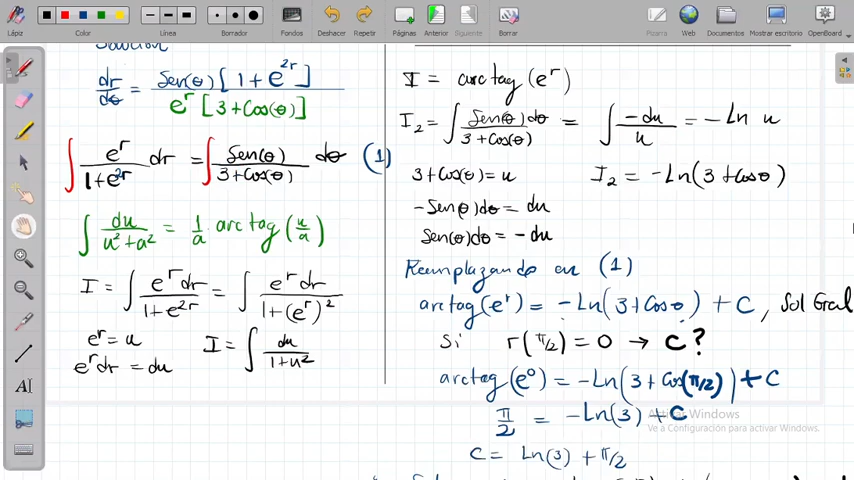 Lápiz Color Línea Borrador Fondos Deshacer Repetir Páginas Anterior Siguiente Borrar Pizarra Web Documentos Mostrar escritorio OpenBoard
Solución
dr/dθ = Sen(θ)[1+e^2r] / e^r[3+Cos(θ)]
∫ e^r/(1+e^2r) dr = ∫ Sen(θ)/(3+Cos(θ)) dθ (1)
∫ du/(u²+a²) = 1/a arctag(u/a)
I = ∫ e^r dr/(1+e^2r) = ∫ e^r dr/(1+(e^r)²)
e^r = u I = ∫ du/(1+u²)
e^r dr = du
I = arctag(e^r)
I₂ = ∫ Sen(θ)dθ/(3+Cos(θ)) = ∫ -du/u = -Ln u
3+Cos(θ) = u I₂ = -Ln(3+Cosθ)
-Sen(θ)dθ = du
Sen(θ)dθ = -du
Reemplazando en (1)
arctag(e^r) = -Ln(3+Cosθ) + C, Sol Gral
Si r(π/2) = 0 → C?
arctag(e^0) = -Ln(3+Cos(π/2)) + C
π/2 = -Ln(3) + C
C = Ln(3) + π/2
Activar Windows
Ve a Configuración para activar Windows.